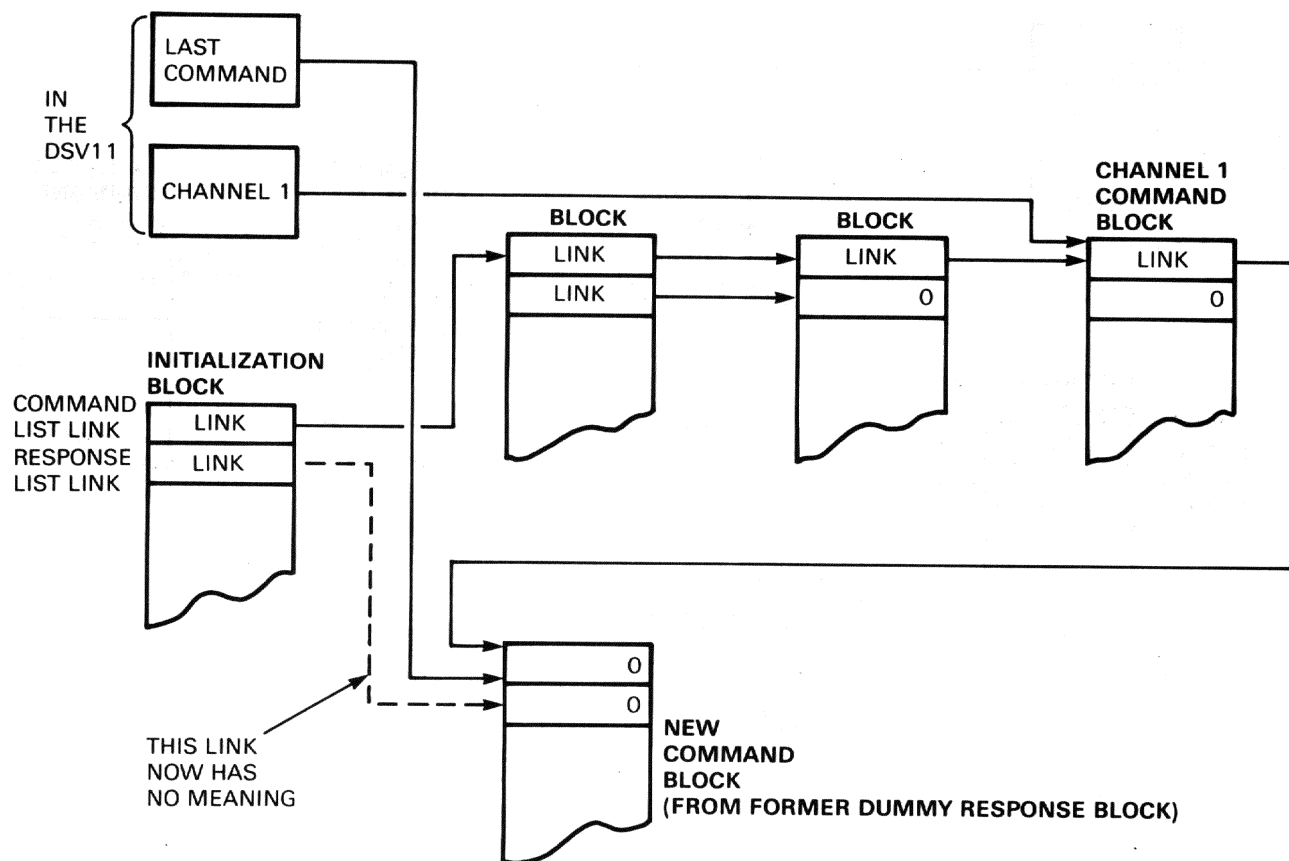 LAST
COMMAND
IN
THE
DSV11
CHANNEL 1
CHANNEL 1
COMMAND
BLOCK
BLOCK
BLOCK
LINK
LINK
LINK
LINK
0
0
INITIALIZATION
BLOCK
COMMAND
LIST LINK
RESPONSE
LIST LINK
LINK
LINK
0
0
THIS LINK
NOW HAS
NO MEANING
NEW
COMMAND
BLOCK
(FROM FORMER DUMMY RESPONSE BLOCK)